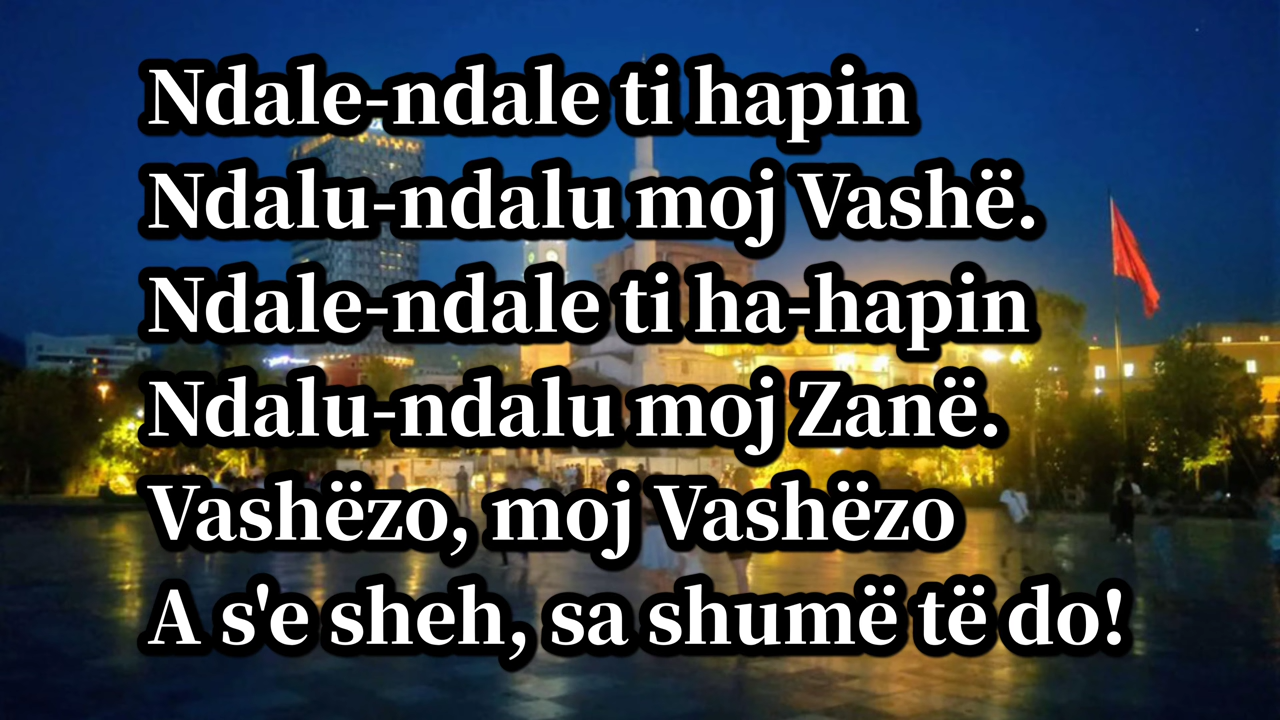 Ndale-ndale ti hapin
Ndalu-ndalu moj Vashë.
Ndale-ndale ti ha-hapin
Ndalu-ndalu moj Zanë.
Vashëzo, moj Vashëzo
A s'e sheh, sa shumë të do!